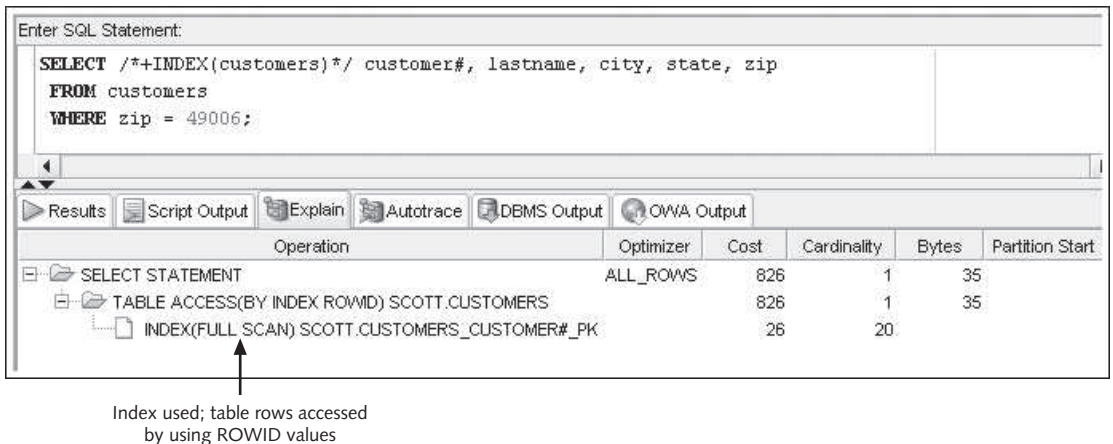 Enter SQL Statement:
SELECT /*+INDEX(customers)*/ customer#, lastname, city, state, zip
FROM customers
WHERE zip = 49006;
Results Script Output Explain Autotrace DBMS Output OWA Output
Operation Optimizer Cost Cardinality Bytes Partition Start
SELECT STATEMENT ALL_ROWS 826 1 35
TABLE ACCESS(BY INDEX ROWID) SCOTT.CUSTOMERS 826 1 35
INDEX(FULL SCAN) SCOTT.CUSTOMERS_CUSTOMER#_PK 26 20
Index used; table rows accessed
by using ROWID values